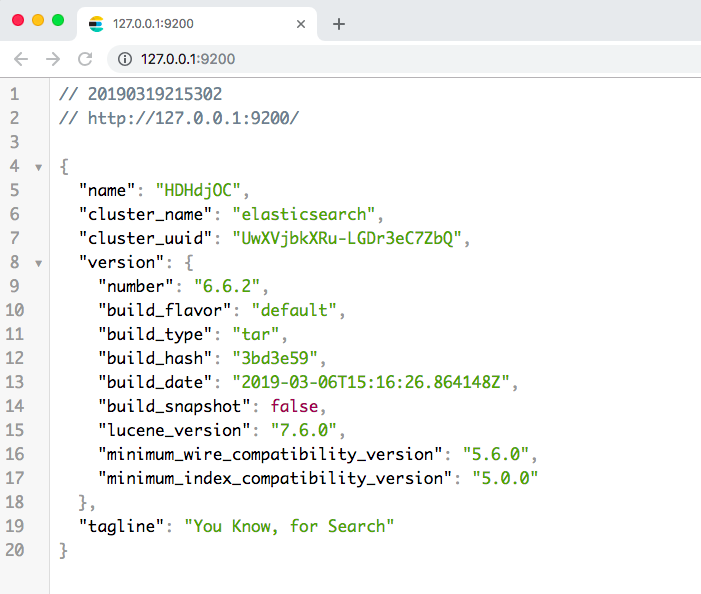 127.0.0.1:9200
127.0.0.1:9200
1 // 20190319215302
2 // http://127.0.0.1:9200/
3
4 {
5 "name": "HDHdjOC",
6 "cluster_name": "elasticsearch",
7 "cluster_uuid": "UwXVjbkXRu-LGDr3eC7ZbQ",
8 "version": {
9 "number": "6.6.2",
10 "build_flavor": "default",
11 "build_type": "tar",
12 "build_hash": "3bd3e59",
13 "build_date": "2019-03-06T15:16:26.864148Z",
14 "build_snapshot": false,
15 "lucene_version": "7.6.0",
16 "minimum_wire_compatibility_version": "5.6.0",
17 "minimum_index_compatibility_version": "5.0.0"
18 },
19 "tagline": "You Know, for Search"
20 }